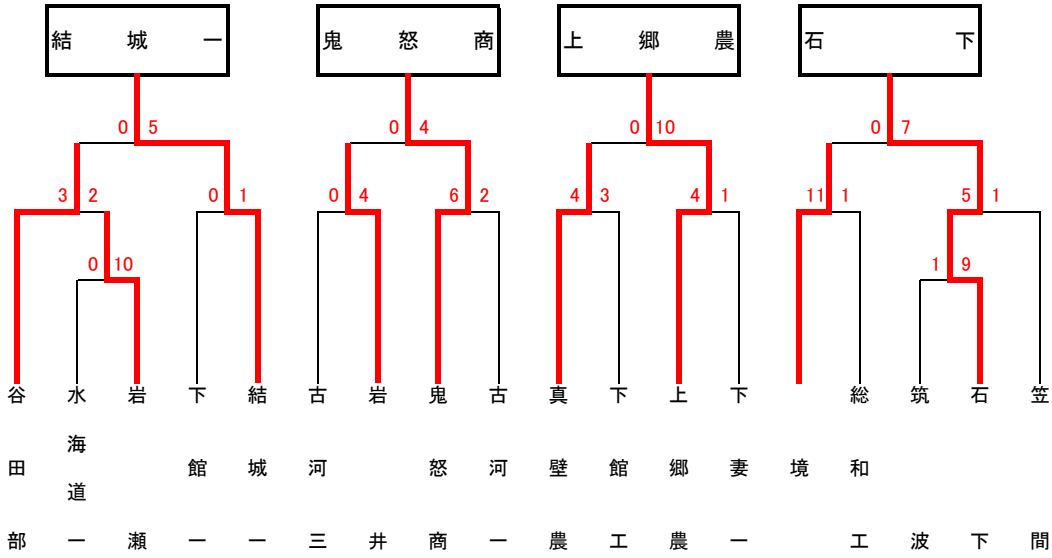 結城一 鬼怒商 上郷農 石下
0 5 0 4 0 10 0 7
3 2 0 1 0 4 6 2 4 3 4 1 11 1 5 1
0 10 1 9
谷田部
水海道一
岩瀬
下館一
結城一
古河三
岩井
鬼怒商
古河一
真壁農
下館工
上郷農
下妻一
境
総和工
筑波
石下
笠間